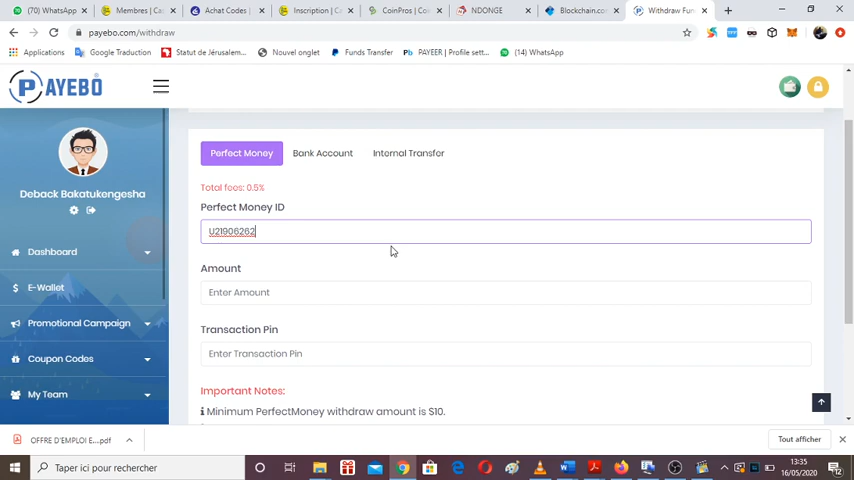 (70) WhatsApp
Membres | Ca
Achat Codes |
Inscription | Ca
CoinPros | Coi
NDONGE
Blockchain.co
Withdraw Fun
payebo.com/withdraw
Applications
Google Traduction
Statut de Jérusalem...
Nouvel onglet
Funds Transfer
PAYEER | Profile sett...
(14) WhatsApp
PAYEBO
Deback Bakatukengesha
Dashboard
E-Wallet
Promotional Campaign
Coupon Codes
My Team
Perfect Money
Bank Account
Internal Transfer
Total fees: 0.5%
Perfect Money ID
U21906262
Amount
Enter Amount
Transaction Pin
Enter Transaction Pin
Important Notes:
Minimum PerfectMoney withdraw amount is $10.
OFFRE D'EMPLOI E....pdf
Tout afficher
Taper ici pour rechercher
13:35
16/05/2020